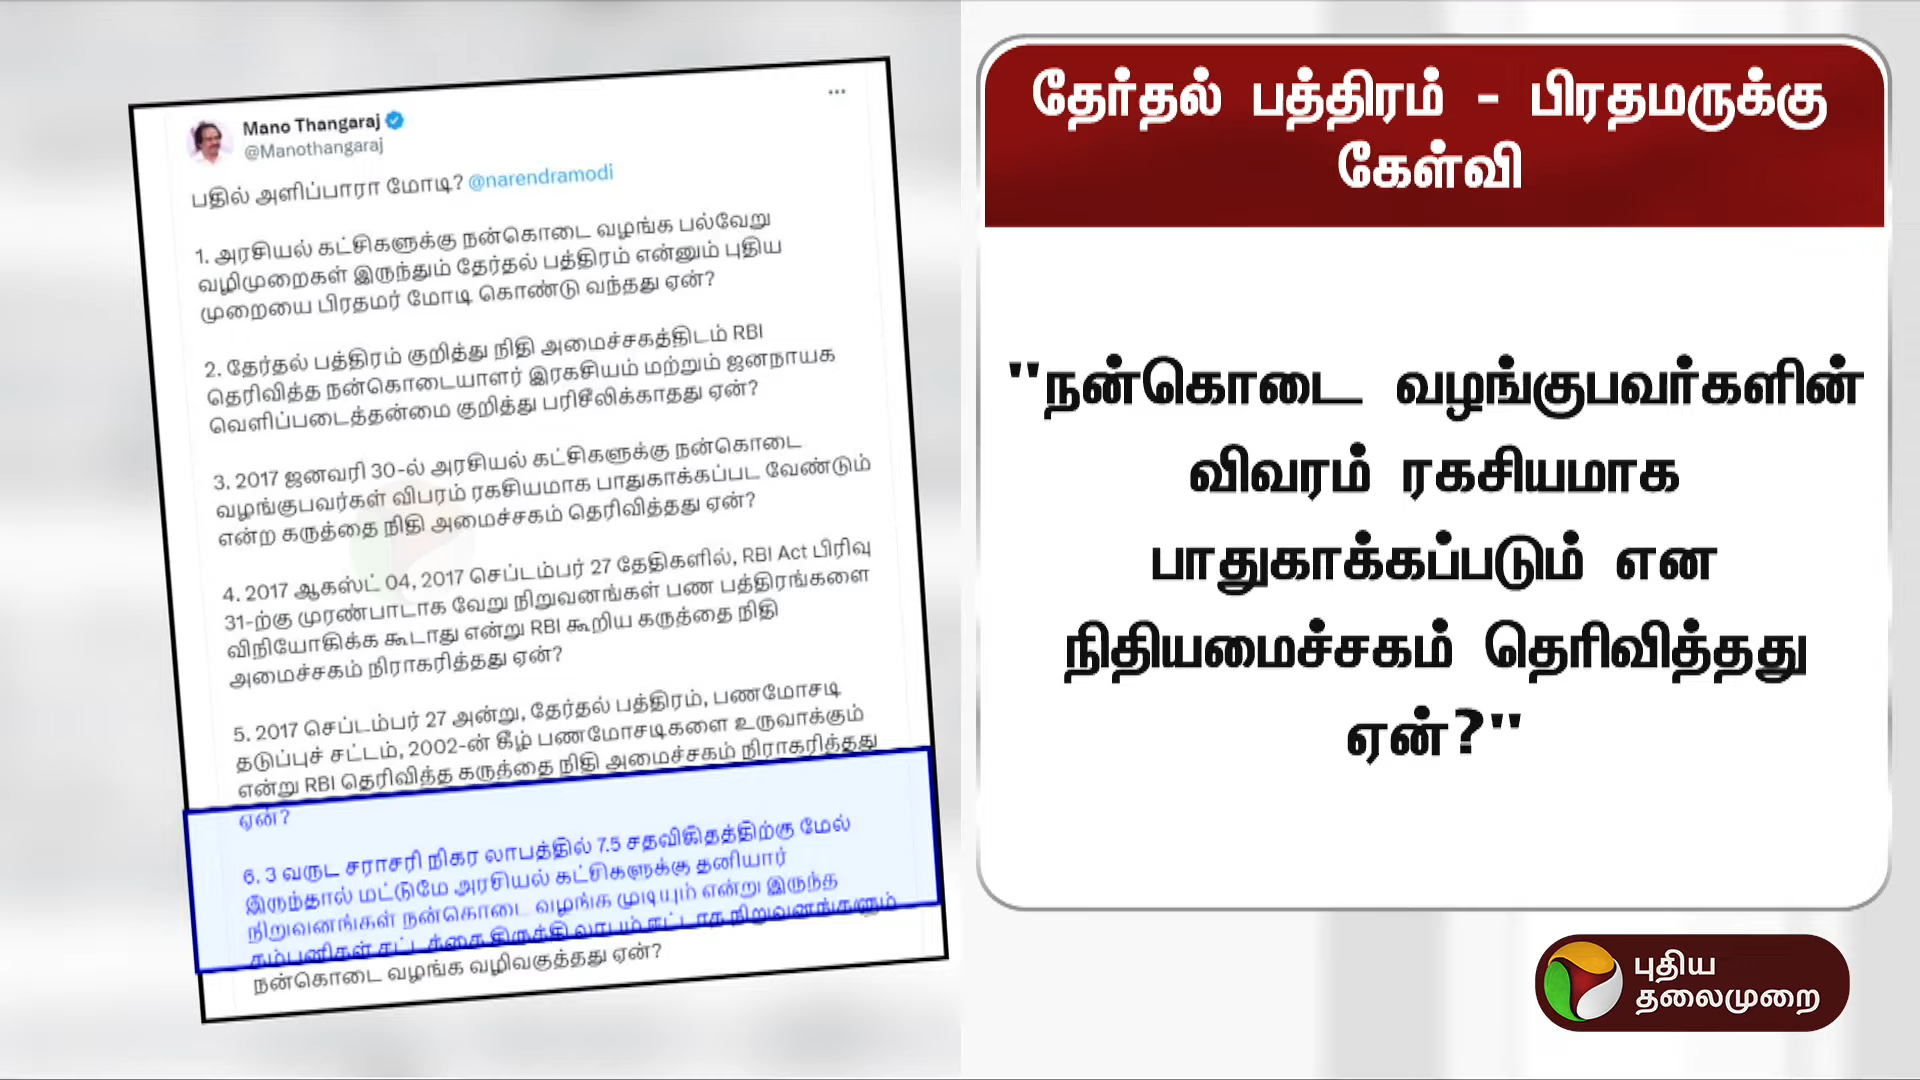 Mano Thangaraj
@Manothangaraj
பதில் அளிப்பாரா மோடி? @narendramodi
1. அரசியல் கட்சிகளுக்கு நன்கொடை வழங்க பல்வேறு
வழிமுறைகள் இருந்தும் தேர்தல் பத்திரம் என்னும் புதிய
முறையை பிரதமர் மோடி கொண்டு வந்தது ஏன்?
2. தேர்தல் பத்திரம் குறித்து நிதி அமைச்சகத்திடம் RBI
தெரிவித்த நன்கொடையாளர் இரகசியம் மற்றும் ஜனநாயக
வெளிப்படைத்தன்மை குறித்து பரிசீலிக்காதது ஏன்?
3. 2017 ஜனவரி 30-ல் அரசியல் கட்சிகளுக்கு நன்கொடை
வழங்குபவர்கள் விபரம் ரகசியமாக பாதுகாக்கப்பட வேண்டும்
என்ற கருத்தை நிதி அமைச்சகம் தெரிவித்தது ஏன்?
4. 2017 ஆகஸ்ட் 04, 2017 செப்டம்பர் 27 தேதிகளில், RBI Act பிரிவு
31-ற்கு முரண்பாடாக வேறு நிறுவனங்கள் பண பத்திரங்களை
விநியோகிக்க கூடாது என்று RBI கூறிய கருத்தை நிதி
அமைச்சகம் நிராகரித்தது ஏன்?
5. 2017 செப்டம்பர் 27 அன்று, தேர்தல் பத்திரம், பணமோசடி
தடுப்புச் சட்டம், 2002-ன் கீழ் பணமோசடிகளை உருவாக்கும்
என்று RBI தெரிவித்த கருத்தை நிதி அமைச்சகம் நிராகரித்தது
ஏன்?
6. 3 வருட சராசரி நிகர லாபத்தில் 7.5 சதவிகிதத்திற்கு மேல்
இருந்தால் மட்டுமே அரசியல் கட்சிகளுக்கு தனியார்
நிறுவனங்கள் நன்கொடை வழங்க முடியும் என்று இருந்த
கம்பனிகள் சட்டத்தை திருத்தி லாபம் ஈட்டாத நிறுவனங்களும்
நன்கொடை வழங்க வழிவகுத்தது ஏன்?
தேர்தல் பத்திரம் - பிரதமருக்கு
கேள்வி
"நன்கொடை வழங்குபவர்களின்
விவரம் ரகசியமாக
பாதுகாக்கப்படும் என
நிதியமைச்சகம் தெரிவித்தது
ஏன்?"
புதிய
தலைமுறை